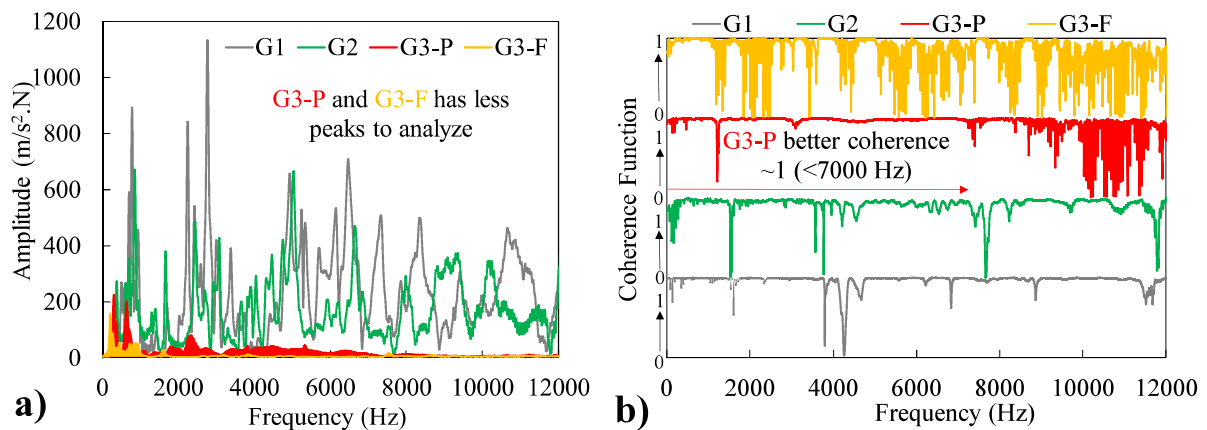 1200
1000
800
600
400
200
0
Amplitude (m/s².N)
G1 G2 G3-P G3-F
G3-P and G3-F has less
peaks to analyze
0 2000 4000 6000 8000 10000 12000
Frequency (Hz)
a)
G1 G2 G3-P G3-F
Coherence Function
1
0
1
0
1
0
1
0
G3-P better coherence
~1 (<7000 Hz)
0 2000 4000 6000 8000 10000 12000
Frequency (Hz)
b)